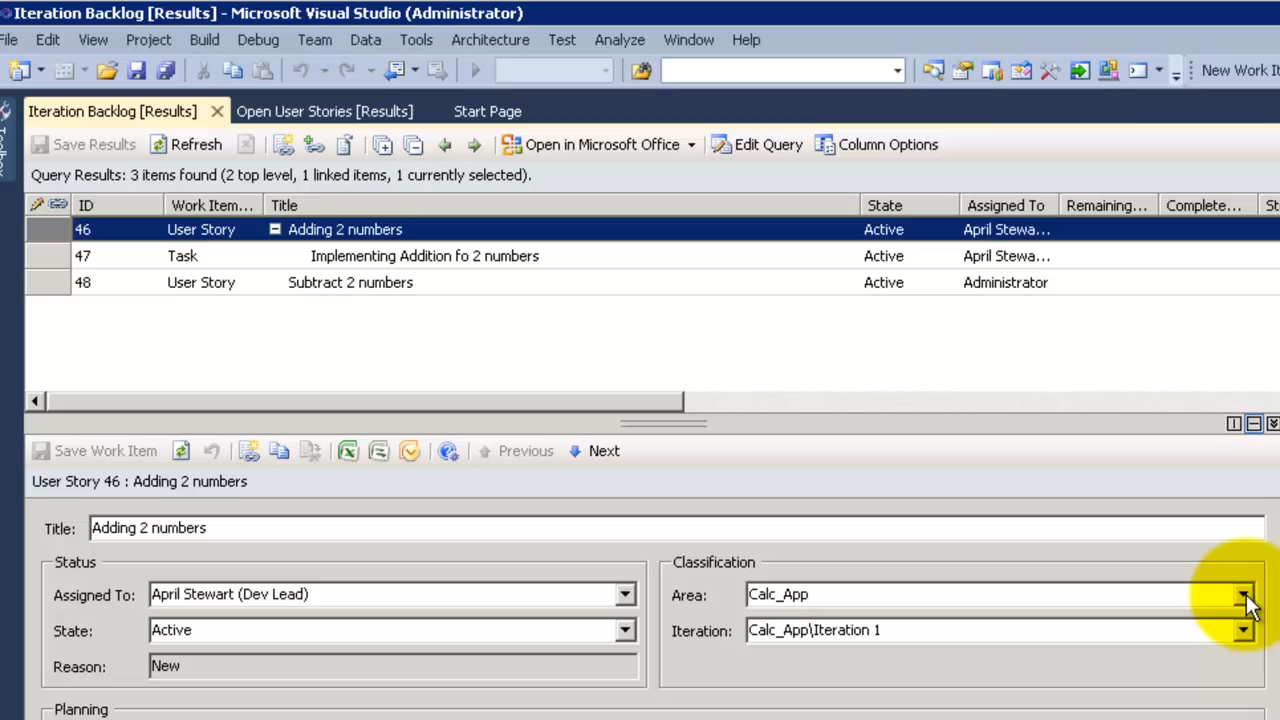 Iteration Backlog [Results] - Microsoft Visual Studio (Administrator)
File Edit View Project Build Debug Team Data Tools Architecture Test Analyze Window Help
New Work It
Toolbox
Iteration Backlog [Results] Open User Stories [Results] Start Page
Save Results Refresh Open in Microsoft Office Edit Query Column Options
Query Results: 3 items found (2 top level, 1 linked items, 1 currently selected).
ID Work Item... Title State Assigned To Remaining... Complete... St
46 User Story Adding 2 numbers Active April Stewa...
47 Task Implementing Addition fo 2 numbers Active April Stewa...
48 User Story Subtract 2 numbers Active Administrator
Save Work Item Previous Next
User Story 46 : Adding 2 numbers
Title: Adding 2 numbers
Status Classification
Assigned To: April Stewart (Dev Lead) Area: Calc_App
State: Active Iteration: Calc_App\Iteration 1
Reason: New
Planning